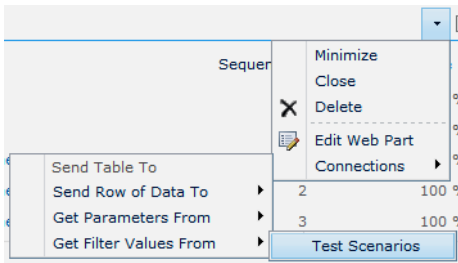 Sequer
Minimize
Close
Delete
Edit Web Part
Connections
Send Table To
Send Row of Data To
Get Parameters From
Get Filter Values From
Test Scenarios
2 100 %
3 100 %